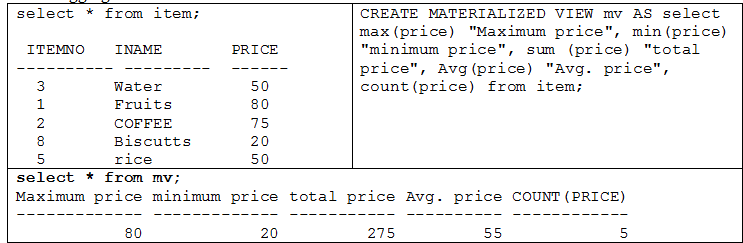 select * from item;
ITEMNO INAME PRICE
---------- --------- ------
3 Water 50
1 Fruits 80
2 COFFEE 75
8 Biscutts 20
5 rice 50
CREATE MATERIALIZED VIEW mv AS select
max(price) "Maximum price", min(price)
"minimum price", sum (price) "total
price", Avg(price) "Avg. price",
count(price) from item;
select * from mv;
Maximum price minimum price total price Avg. price COUNT(PRICE)
------------- ------------- ----------- ---------- ------------
80 20 275 55 5